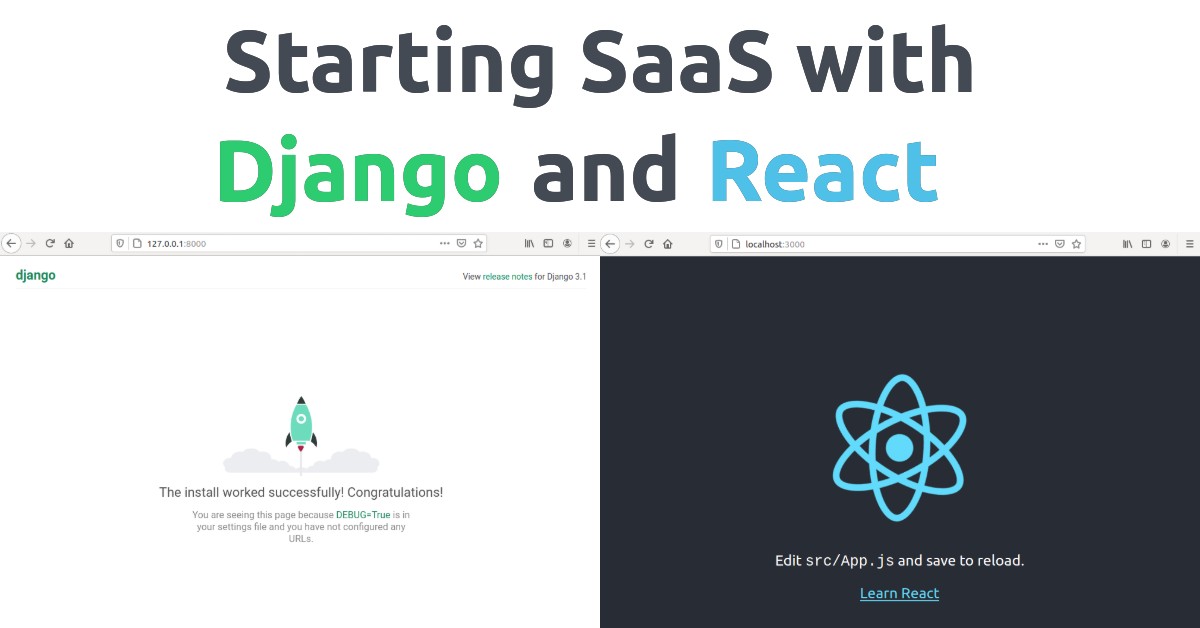 Starting SaaS with
Django and React
127.0.0.1:8000
localhost:3000
django
View release notes for Django 3.1
The install worked successfully! Congratulations!
You are seeing this page because DEBUG=True is in
your settings file and you have not configured any
URLs.
Edit src/App.js and save to reload.
Learn React